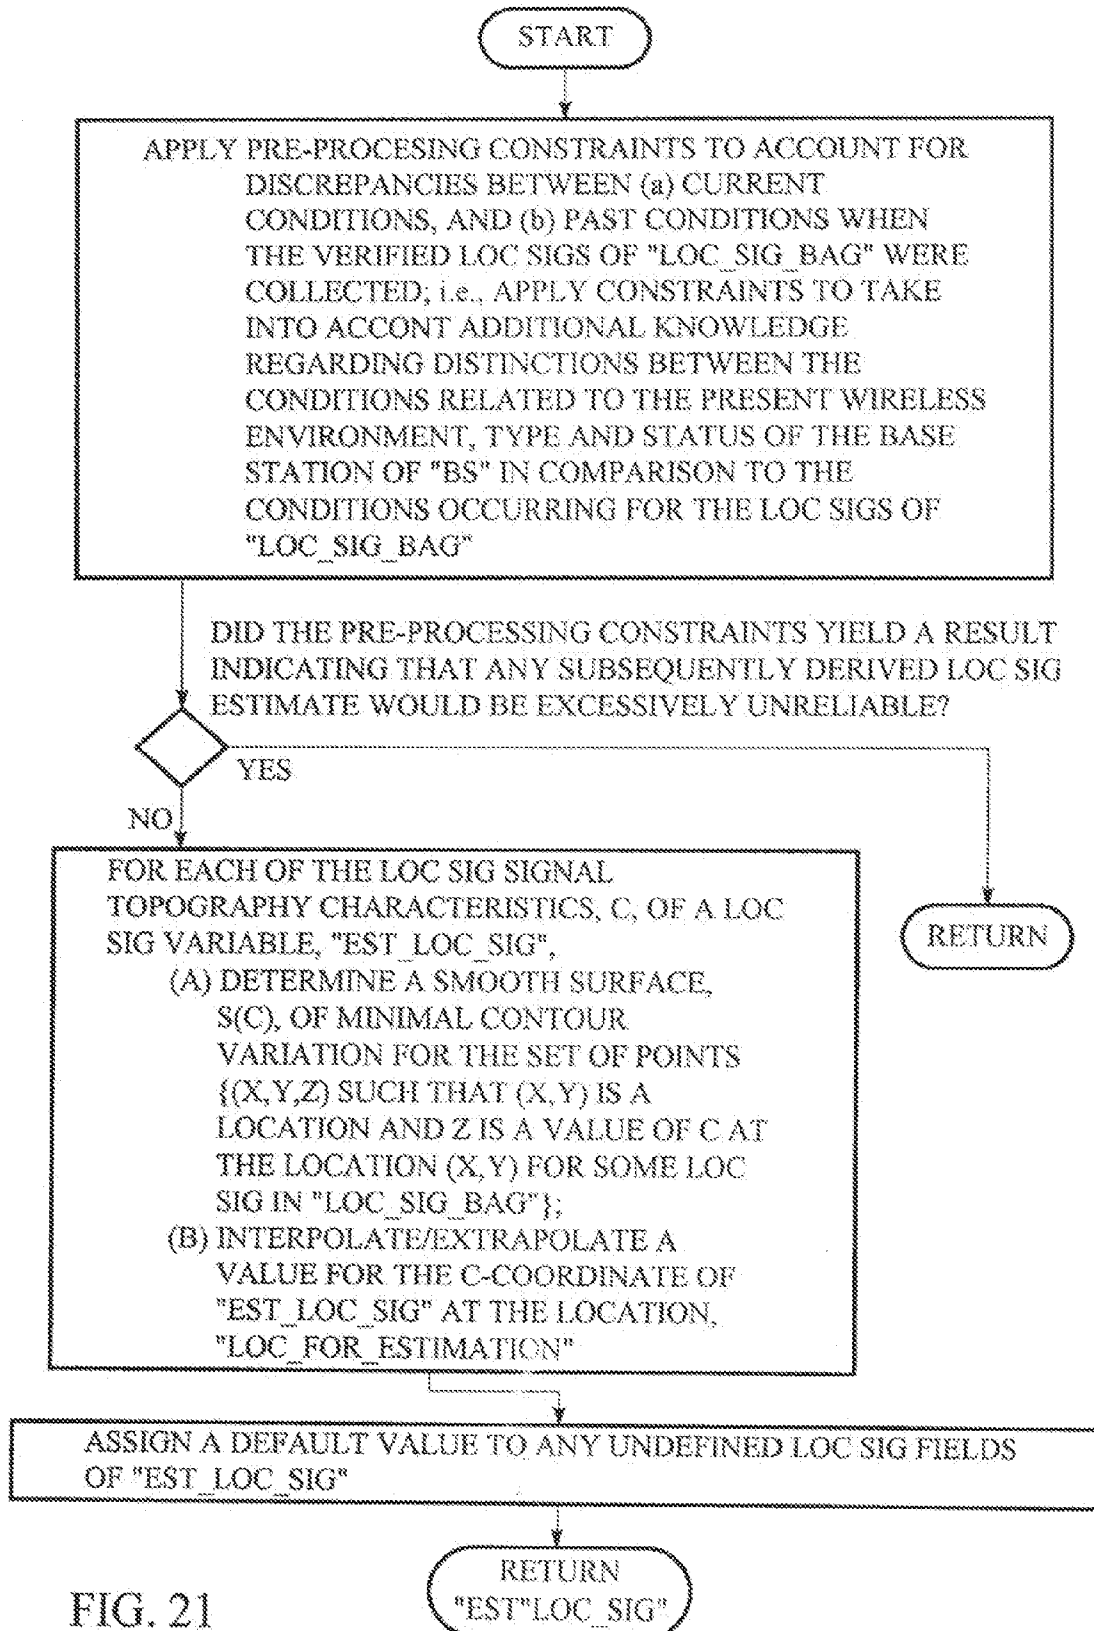 START
APPLY PRE-PROCESING CONSTRAINTS TO ACCOUNT FOR
DISCREPANCIES BETWEEN (a) CURRENT
CONDITIONS, AND (b) PAST CONDITIONS WHEN
THE VERIFIED LOC SIGS OF "LOC_SIG_BAG" WERE
COLLECTED; i.e., APPLY CONSTRAINTS TO TAKE
INTO ACCONT ADDITIONAL KNOWLEDGE
REGARDING DISTINCTIONS BETWEEN THE
CONDITIONS RELATED TO THE PRESENT WIRELESS
ENVIRONMENT, TYPE AND STATUS OF THE BASE
STATION OF "BS" IN COMPARISON TO THE
CONDITIONS OCCURRING FOR THE LOC SIGS OF
"LOC_SIG_BAG"
DID THE PRE-PROCESSING CONSTRAINTS YIELD A RESULT
INDICATING THAT ANY SUBSEQUENTLY DERIVED LOC SIG
ESTIMATE WOULD BE EXCESSIVELY UNRELIABLE?
YES
NO
FOR EACH OF THE LOC SIG SIGNAL
TOPOGRAPHY CHARACTERISTICS, C, OF A LOC
SIG VARIABLE, "EST_LOC_SIG",
(A) DETERMINE A SMOOTH SURFACE,
S(C), OF MINIMAL CONTOUR
VARIATION FOR THE SET OF POINTS
{(X,Y,Z) SUCH THAT (X,Y) IS A
LOCATION AND Z IS A VALUE OF C AT
THE LOCATION (X,Y) FOR SOME LOC
SIG IN "LOC_SIG_BAG"};
(B) INTERPOLATE/EXTRAPOLATE A
VALUE FOR THE C-COORDINATE OF
"EST_LOC_SIG" AT THE LOCATION,
"LOC_FOR_ESTIMATION"
RETURN
ASSIGN A DEFAULT VALUE TO ANY UNDEFINED LOC SIG FIELDS
OF "EST_LOC_SIG"
RETURN
"EST"LOC_SIG"
FIG. 21